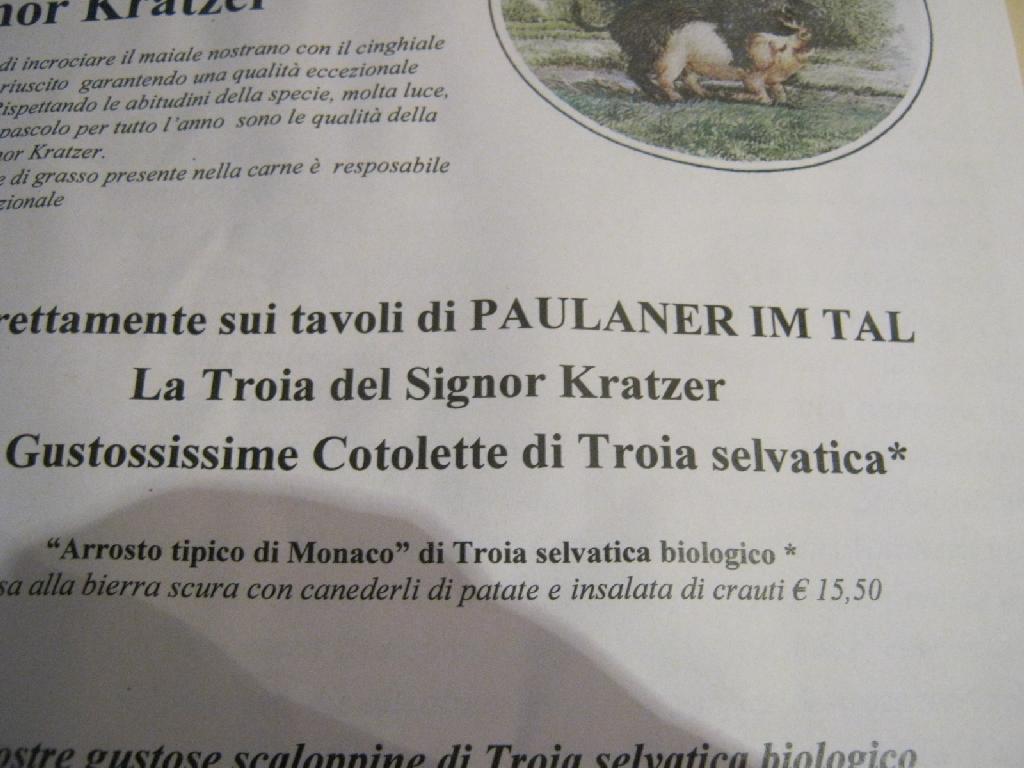 nor Kratzer
di incrociare il maiale nostrano con il cinghiale
riuscito garantendo una qualità eccezionale
Rispettando le abitudini della specie, molta luce,
pascolo per tutto l'anno sono le qualità della
nor Kratzer.
e di grasso presente nella carne è resposabile
zionale
rettamente sui tavoli di PAULANER IM TAL
La Troia del Signor Kratzer
Gustossissime Cotolette di Troia selvatica*
“Arrosto tipico di Monaco” di Troia selvatica biologico *
sa alla bierra scura con canederli di patate e insalata di crauti € 15,50
ostre gustose scaloppine di Troia selvatica biologico